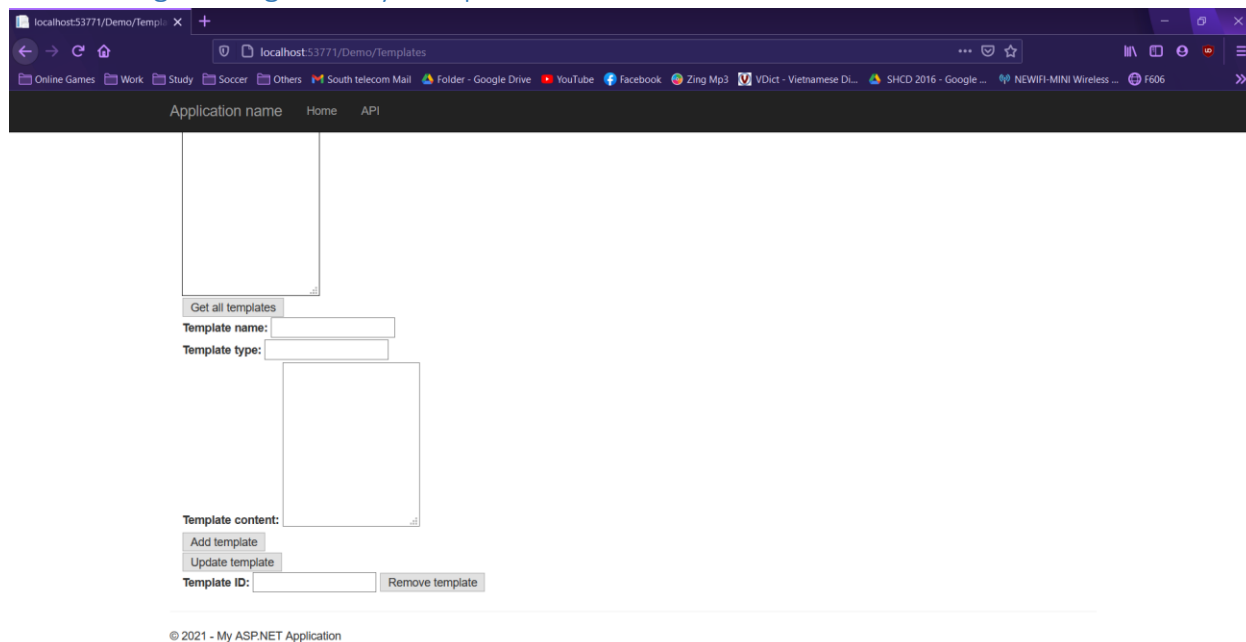 localhost:53771/Demo/Templa
localhost:53771/Demo/Templates
Online Games Work Study Soccer Others South telecom Mail Folder - Google Drive YouTube Facebook Zing Mp3 VDict - Vietnamese Di... SHCD 2016 - Google ... NEWIFI-MINI Wireless ... F606
Application name Home API
Get all templates
Template name:
Template type:
Template content:
Add template
Update template
Template ID: Remove template
© 2021 - My ASP.NET Application